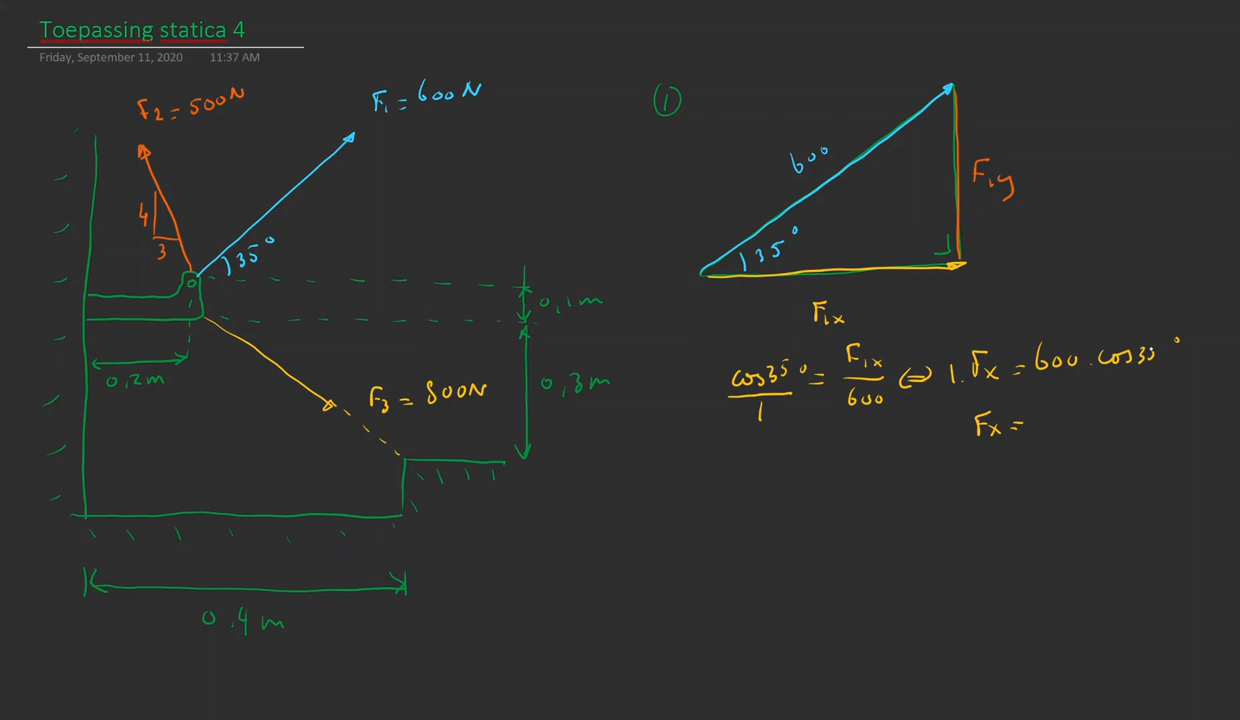 Toepassing statica 4
Friday, September 11, 2020 11:37 AM
F2 = 500N
F1 = 600N
4
3
35°
0,1m
0,2m
0,3m
F3 = 800N
0,4m
1
600
35°
F1y
F1x
cos35°/1 = F1x/600 ⇔ 1.Fx = 600.cos35°
Fx =